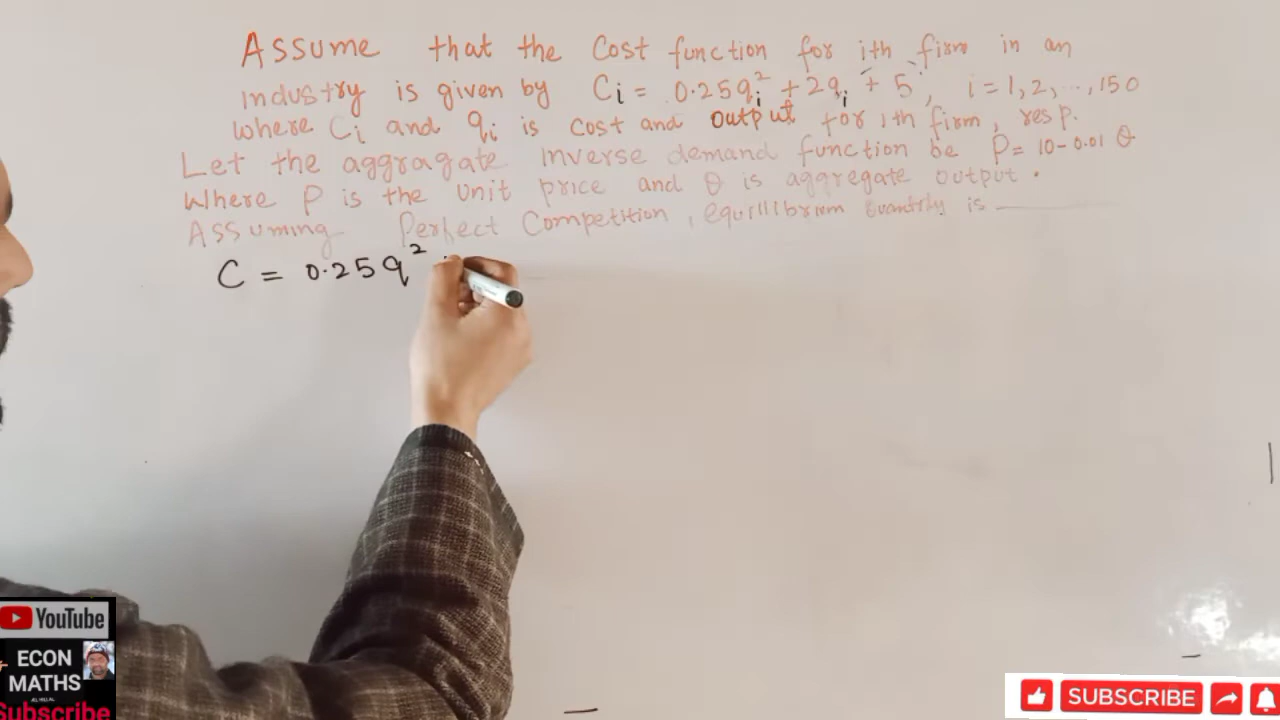 Assume that the Cost function for ith firm in an
industry is given by Ci = 0.25qi² + 2qi + 5, i = 1, 2, ..., 150
where Ci and qi is cost and output for ith firm, resp.
Let the aggragate inverse demand function be P = 10 - 0.01 Q
Where P is the unit price and Q is aggregate output.
Assuming Perfect Competition, equillibrium quantity is ______
C = 0.25q²
YouTube
ECON
MATHS
Subscribe
SUBSCRIBE